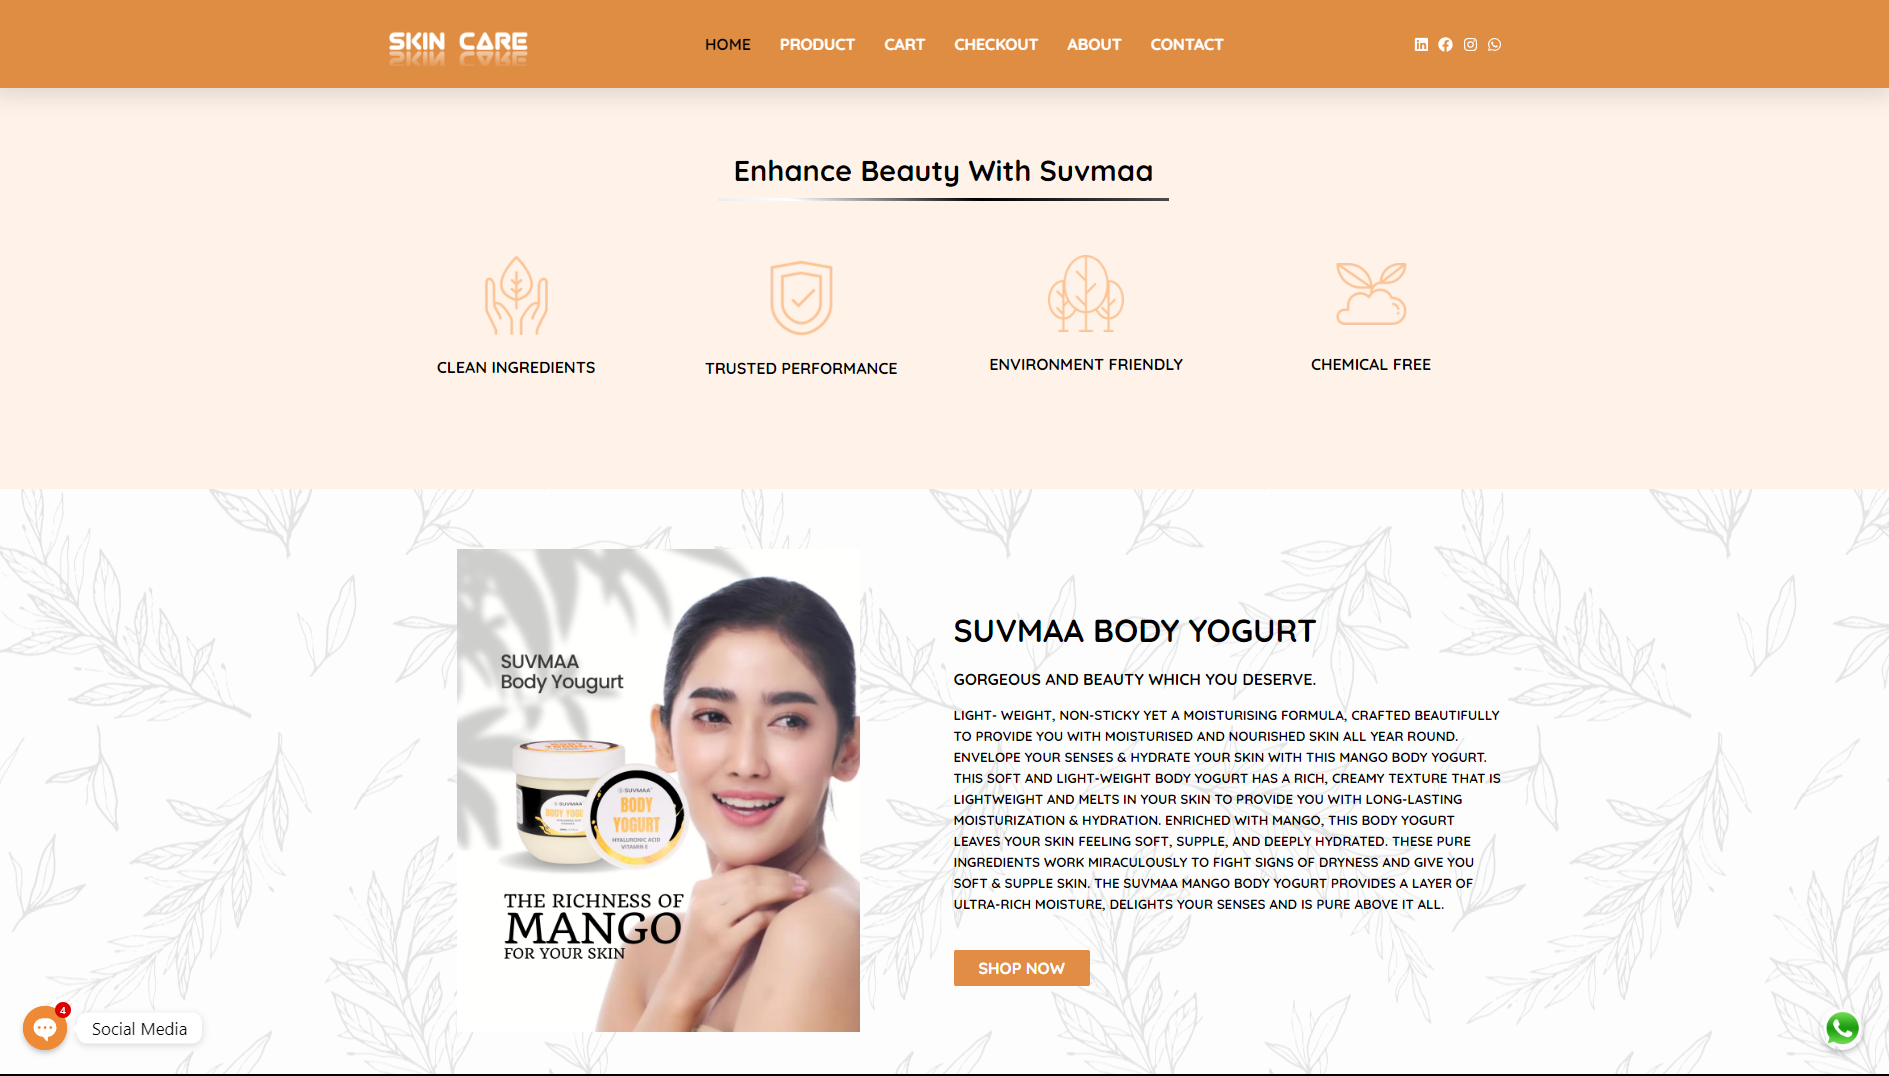 SKIN CARE
HOME PRODUCT CART CHECKOUT ABOUT CONTACT
Enhance Beauty With Suvmaa
CLEAN INGREDIENTS
TRUSTED PERFORMANCE
ENVIRONMENT FRIENDLY
CHEMICAL FREE
SUVMAA
Body Yougurt
SUVMAA
BODY
YOGURT
HYALURONIC ACID
VITAMIN E
THE RICHNESS OF
MANGO
FOR YOUR SKIN
SUVMAA BODY YOGURT
GORGEOUS AND BEAUTY WHICH YOU DESERVE.
LIGHT- WEIGHT, NON-STICKY YET A MOISTURISING FORMULA, CRAFTED BEAUTIFULLY
TO PROVIDE YOU WITH MOISTURISED AND NOURISHED SKIN ALL YEAR ROUND.
ENVELOPE YOUR SENSES & HYDRATE YOUR SKIN WITH THIS MANGO BODY YOGURT.
THIS SOFT AND LIGHT-WEIGHT BODY YOGURT HAS A RICH, CREAMY TEXTURE THAT IS
LIGHTWEIGHT AND MELTS IN YOUR SKIN TO PROVIDE YOU WITH LONG-LASTING
MOISTURIZATION & HYDRATION. ENRICHED WITH MANGO, THIS BODY YOGURT
LEAVES YOUR SKIN FEELING SOFT, SUPPLE, AND DEEPLY HYDRATED. THESE PURE
INGREDIENTS WORK MIRACULOUSLY TO FIGHT SIGNS OF DRYNESS AND GIVE YOU
SOFT & SUPPLE SKIN. THE SUVMAA MANGO BODY YOGURT PROVIDES A LAYER OF
ULTRA-RICH MOISTURE, DELIGHTS YOUR SENSES AND IS PURE ABOVE IT ALL.
SHOP NOW
4
Social Media